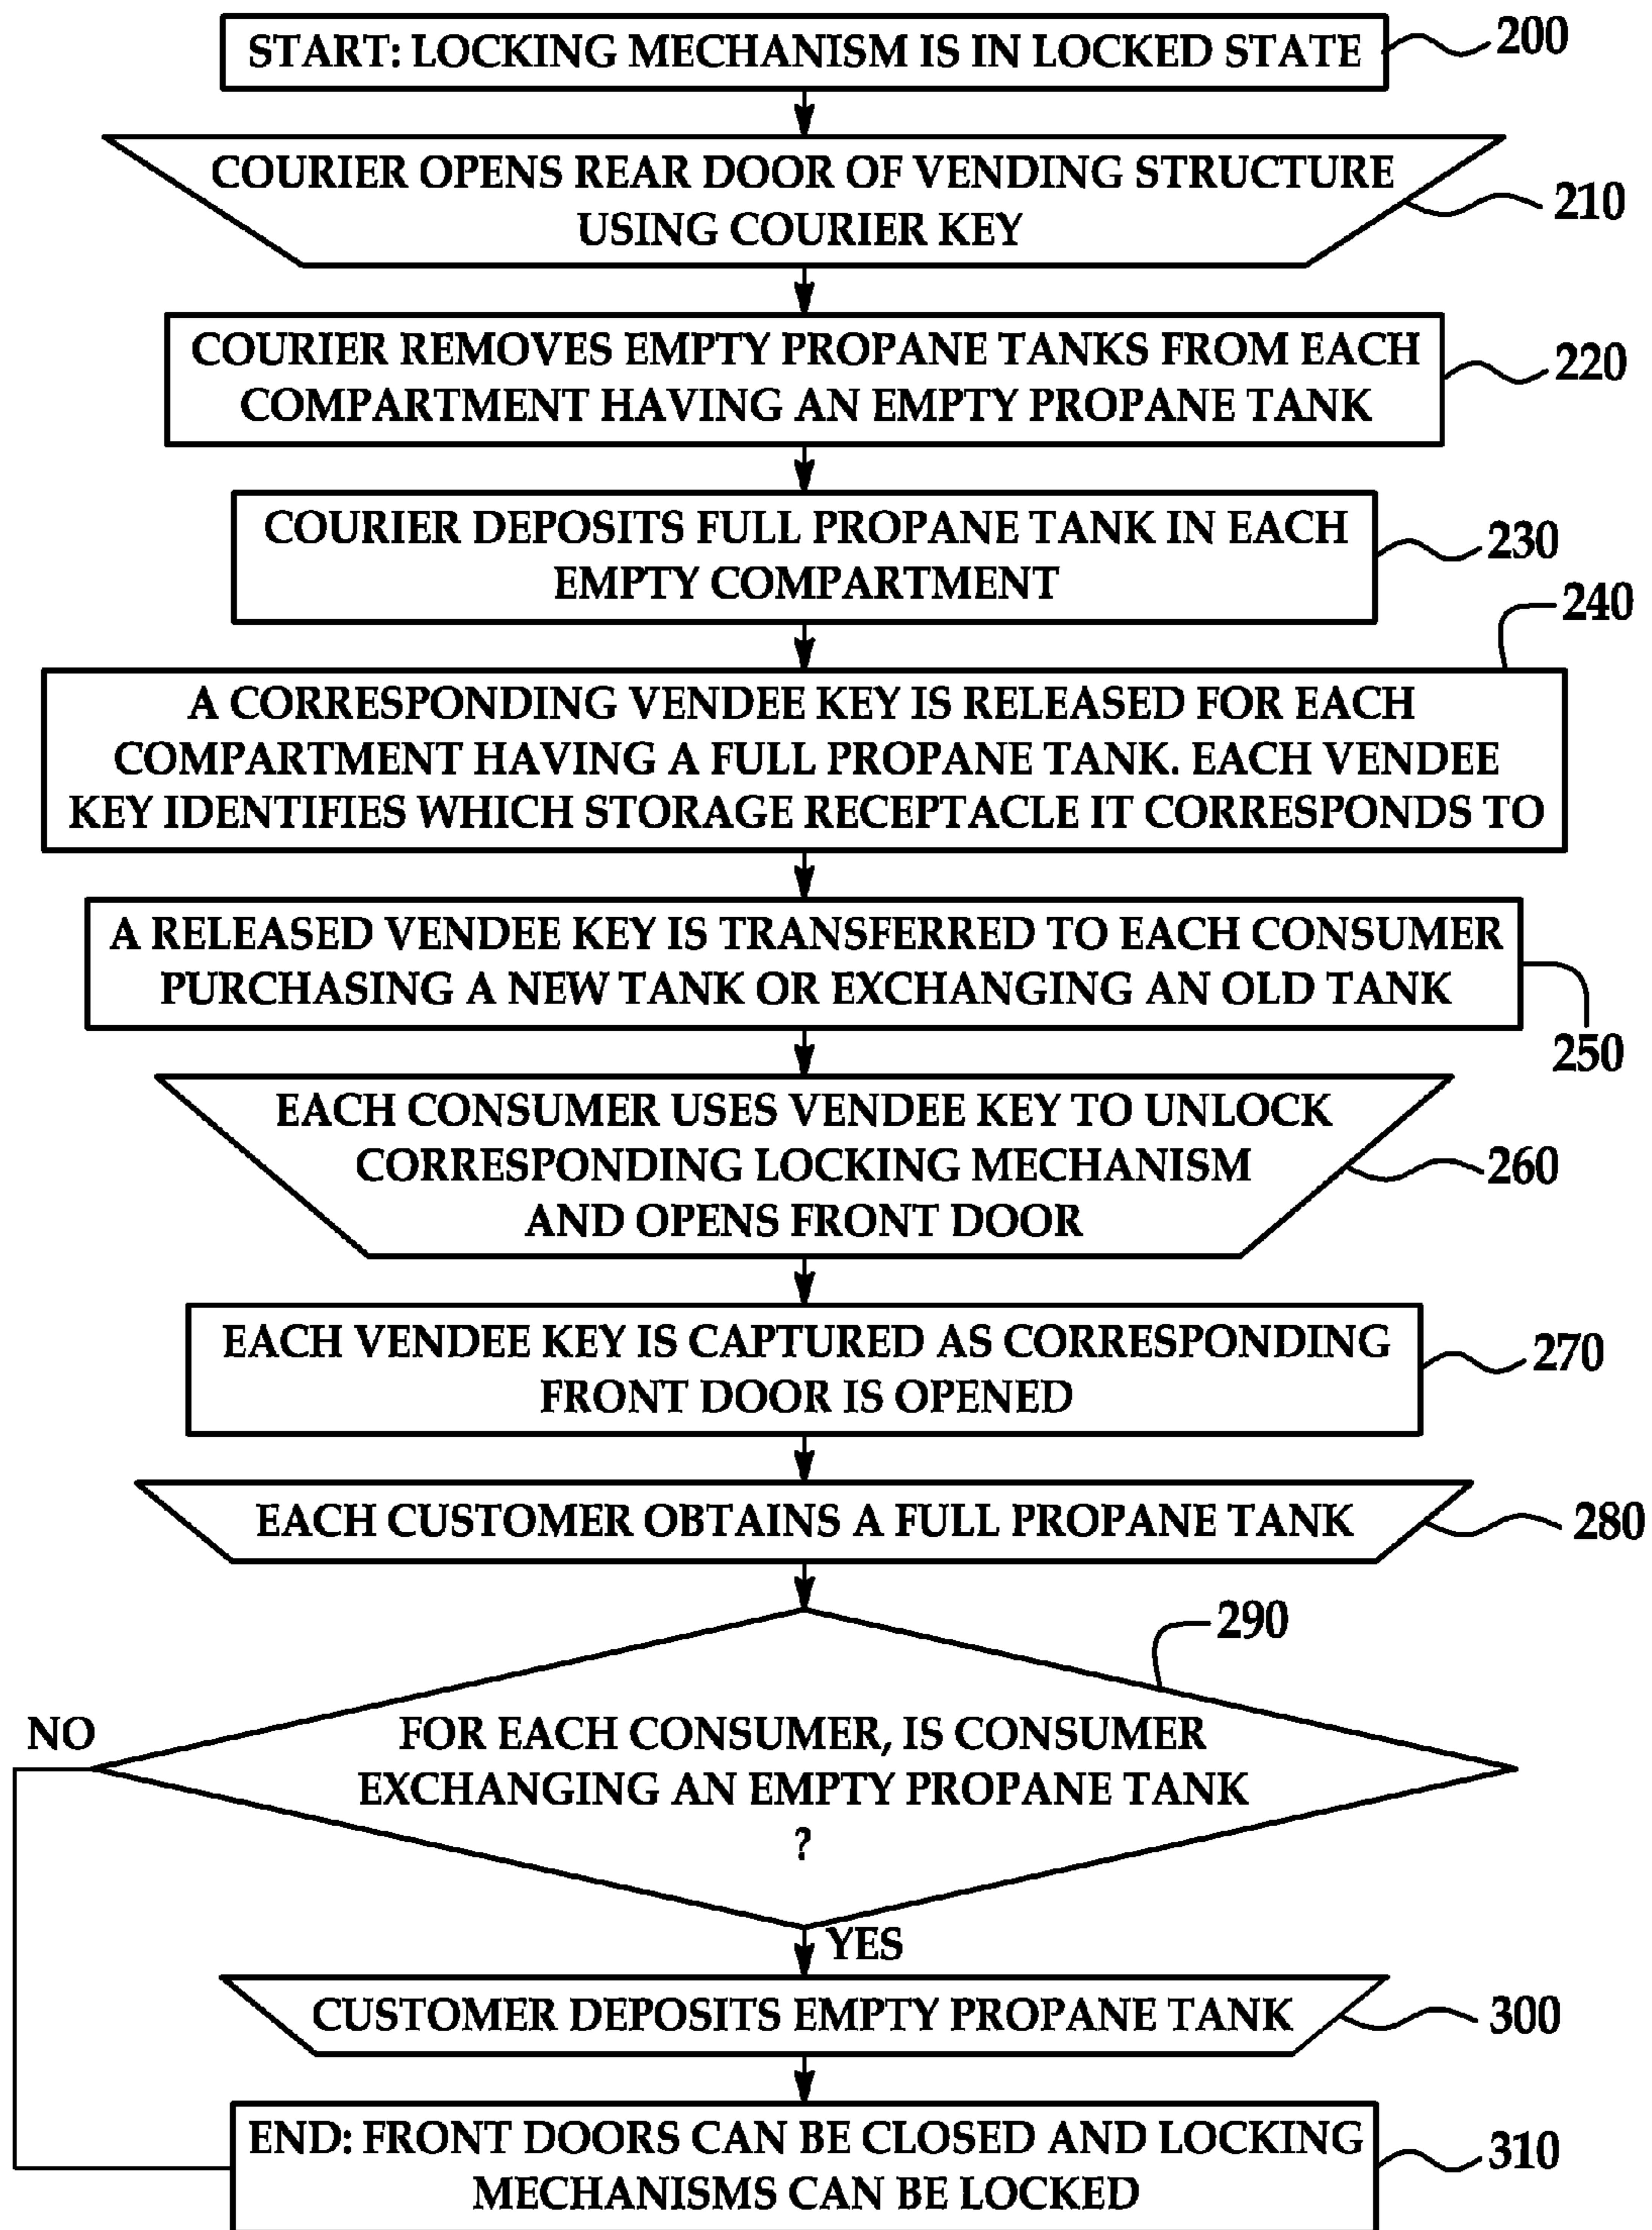 START: LOCKING MECHANISM IS IN LOCKED STATE
200
COURIER OPENS REAR DOOR OF VENDING STRUCTURE
USING COURIER KEY
210
COURIER REMOVES EMPTY PROPANE TANKS FROM EACH
COMPARTMENT HAVING AN EMPTY PROPANE TANK
220
COURIER DEPOSITS FULL PROPANE TANK IN EACH
EMPTY COMPARTMENT
230
240
A CORRESPONDING VENDEE KEY IS RELEASED FOR EACH
COMPARTMENT HAVING A FULL PROPANE TANK. EACH VENDEE
KEY IDENTIFIES WHICH STORAGE RECEPTACLE IT CORRESPONDS TO
A RELEASED VENDEE KEY IS TRANSFERRED TO EACH CONSUMER
PURCHASING A NEW TANK OR EXCHANGING AN OLD TANK
250
EACH CONSUMER USES VENDEE KEY TO UNLOCK
CORRESPONDING LOCKING MECHANISM
AND OPENS FRONT DOOR
260
EACH VENDEE KEY IS CAPTURED AS CORRESPONDING
FRONT DOOR IS OPENED
270
EACH CUSTOMER OBTAINS A FULL PROPANE TANK
280
290
NO
FOR EACH CONSUMER, IS CONSUMER
EXCHANGING AN EMPTY PROPANE TANK
?
YES
CUSTOMER DEPOSITS EMPTY PROPANE TANK
300
END: FRONT DOORS CAN BE CLOSED AND LOCKING
MECHANISMS CAN BE LOCKED
310